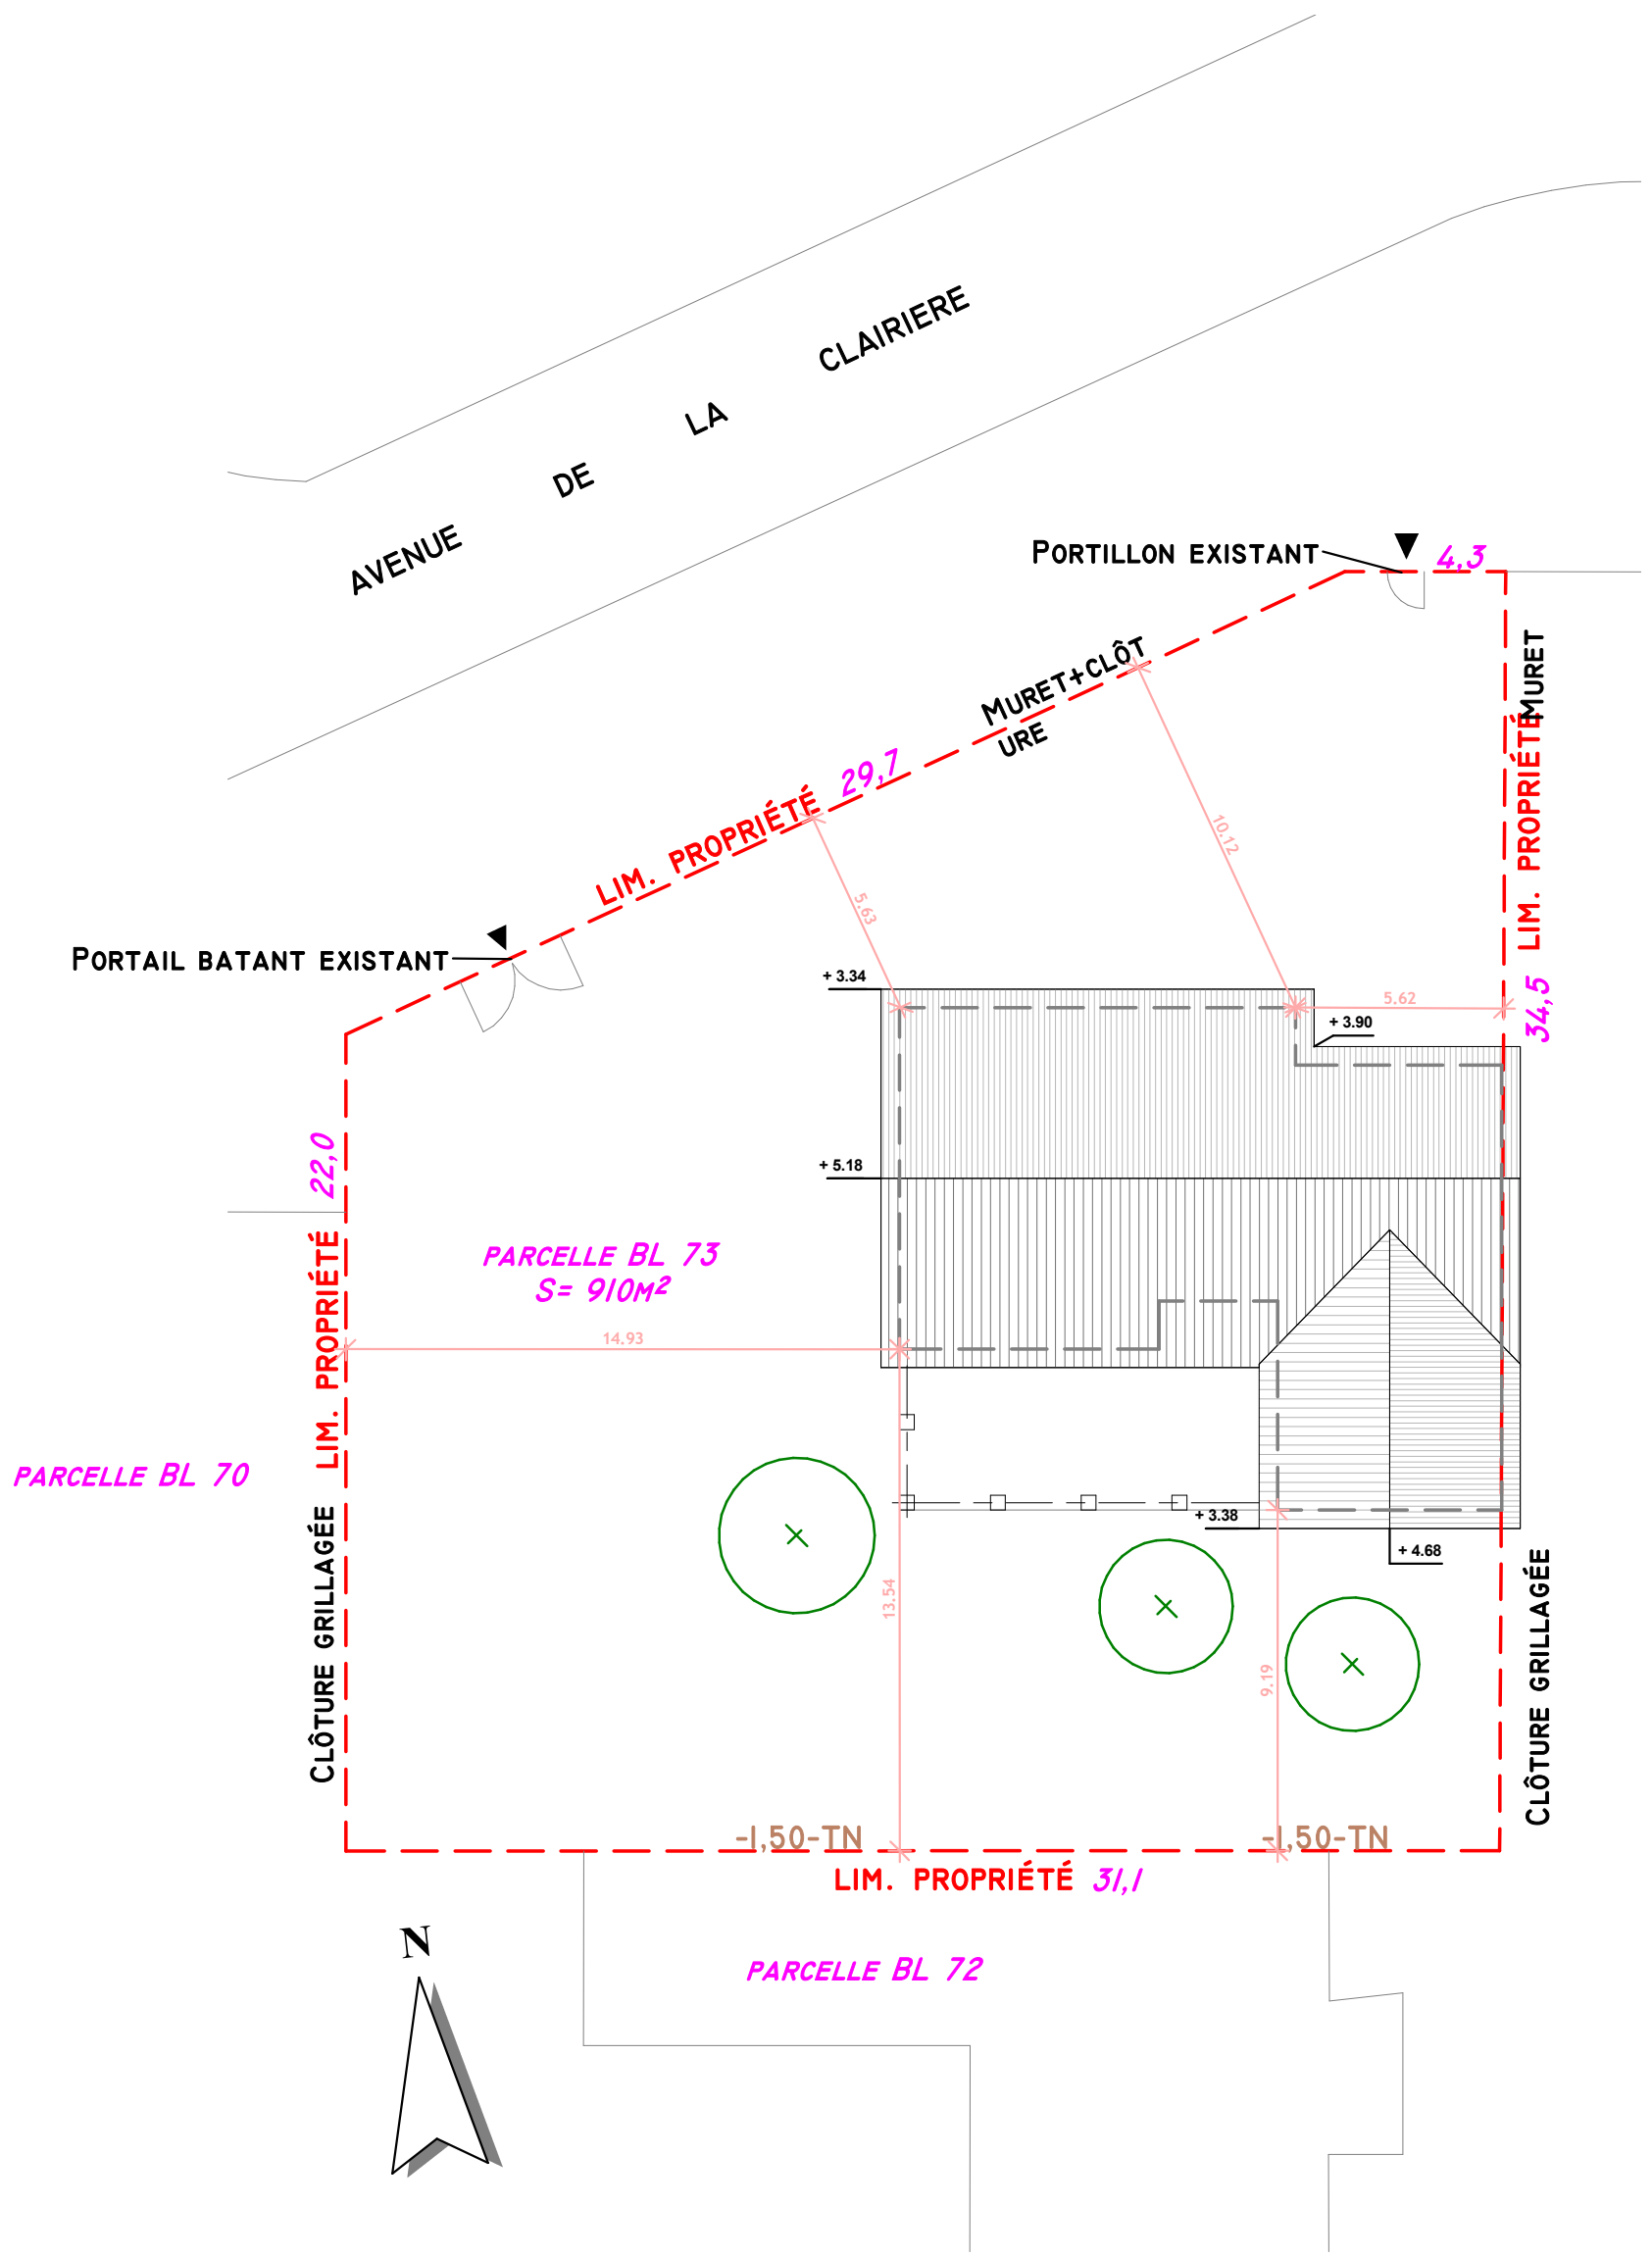 AVENUE DE LA CLAIRIERE
PORTILLON EXISTANT
4,3
MURET+CLÔT
URE
MURET
LIM. PROPRIÉTÉ
34,5
29,7
LIM. PROPRIÉTÉ
10.12
5.63
PORTAIL BATANT EXISTANT
+ 3.34
5.62
+ 3.90
22,0
+ 5.18
LIM. PROPRIÉTÉ
PARCELLE BL 73
S= 910M²
14.93
PARCELLE BL 70
CLÔTURE GRILLAGÉE
+ 3.38
+ 4.68
13.54
9.19
CLÔTURE GRILLAGÉE
-1,50-TN
-1,50-TN
LIM. PROPRIÉTÉ 31,1
N
PARCELLE BL 72